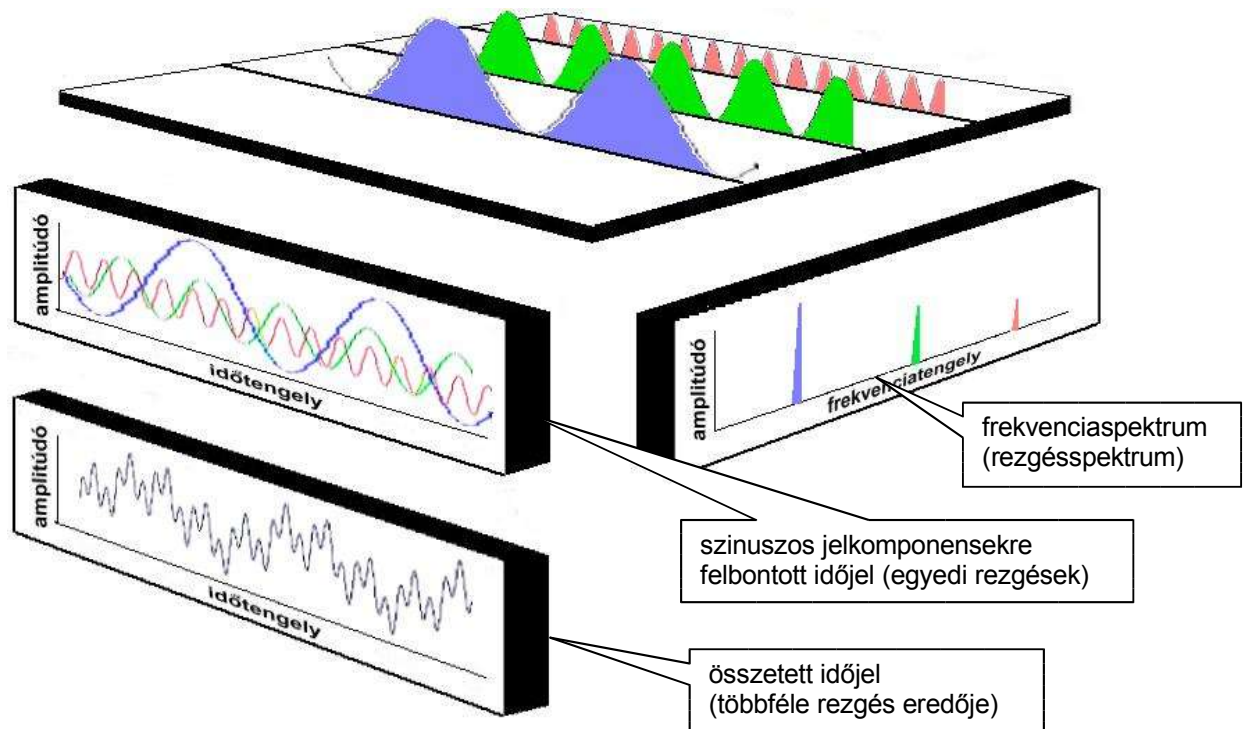 amplitúdó
időtengely
amplitúdó
frekvenciatengely
frekvenciaspektrum
(rezgésspektrum)
szinuszos jelkomponensekre
felbontott időjel (egyedi rezgések)
amplitúdó
időtengely
összetett időjel
(többféle rezgés eredője)